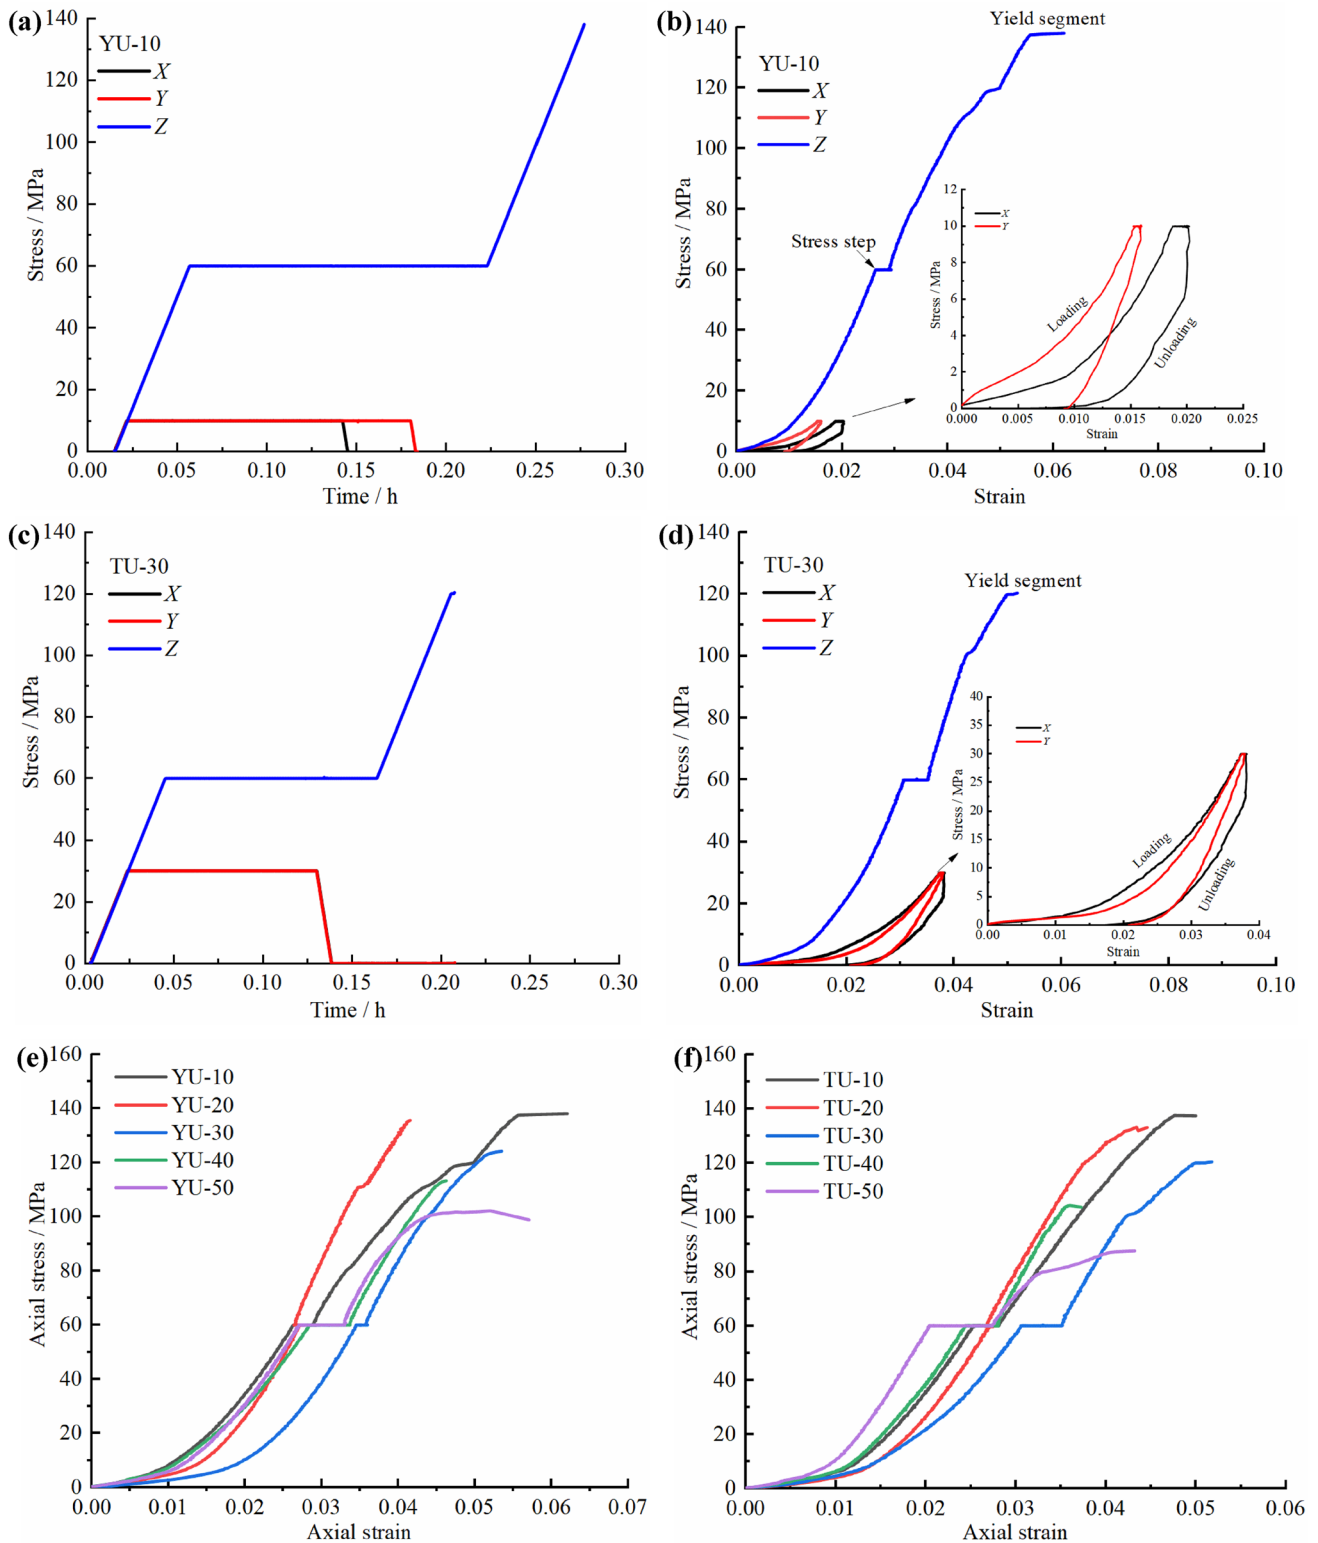 (a)
140
120
100
80
60
40
20
0
Stress / MPa
YU-10
X
Y
Z
0.00 0.05 0.10 0.15 0.20 0.25 0.30
Time / h
(b)
140
120
100
80
60
40
20
0
Stress / MPa
YU-10
X
Y
Z
Yield segment
Stress step
12
10
8
6
4
2
0
Stress / MPa
X
Y
Loading
Unloading
0.000 0.005 0.010 0.015 0.020 0.025
Strain
0.00 0.02 0.04 0.06 0.08 0.10
Strain
(c)
140
120
100
80
60
40
20
0
Stress / MPa
TU-30
X
Y
Z
0.00 0.05 0.10 0.15 0.20 0.25 0.30
Time / h
(d)
140
120
100
80
60
40
20
0
Stress / MPa
TU-30
X
Y
Z
Yield segment
40
35
30
25
20
15
10
5
0
Stress / MPa
X
Y
Loading
Unloading
0.00 0.01 0.02 0.03 0.04
Strain
0.00 0.02 0.04 0.06 0.08 0.10
Strain
(e)
160
140
120
100
80
60
40
20
0
Axial stress / MPa
YU-10
YU-20
YU-30
YU-40
YU-50
0.00 0.01 0.02 0.03 0.04 0.05 0.06 0.07
Axial strain
(f)
160
140
120
100
80
60
40
20
0
Axial stress / MPa
TU-10
TU-20
TU-30
TU-40
TU-50
0.00 0.01 0.02 0.03 0.04 0.05 0.06
Axial strain